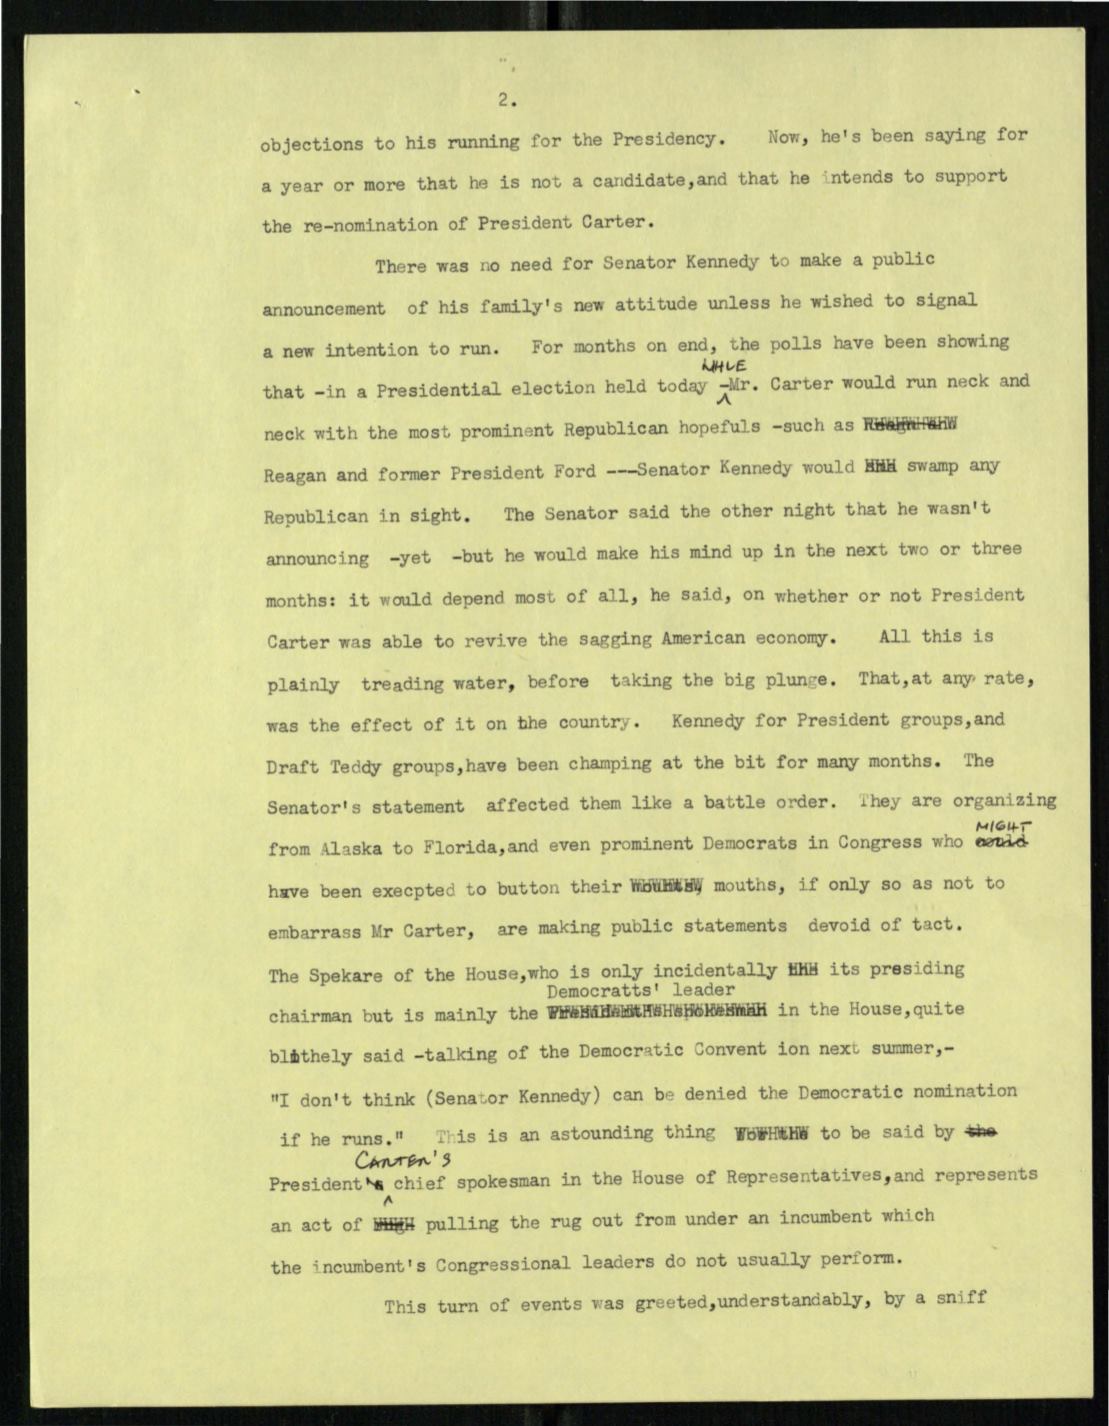 2.
objections to his running for the Presidency. Now, he's been saying for
a year or more that he is not a candidate,and that he intends to support
the re-nomination of President Carter.
There was no need for Senator Kennedy to make a public
announcement of his family's new attitude unless he wished to signal
a new intention to run. For months on end, the polls have been showing
WHILE
that -in a Presidential election held today -Mr. Carter would run neck and
neck with the most prominent Republican hopefuls -such as
Reagan and former President Ford ---Senator Kennedy would swamp any
Republican in sight. The Senator said the other night that he wasn't
announcing -yet -but he would make his mind up in the next two or three
months: it would depend most of all, he said, on whether or not President
Carter was able to revive the sagging American economy. All this is
plainly treading water, before taking the big plunge. That,at any rate,
was the effect of it on the country. Kennedy for President groups,and
Draft Teddy groups,have been champing at the bit for many months. The
Senator's statement affected them like a battle order. They are organizing
MIGHT
from Alaska to Florida,and even prominent Democrats in Congress who could
have been execpted to button their mouths, if only so as not to
embarrass Mr Carter, are making public statements devoid of tact.
The Spekare of the House,who is only incidentally its presiding
Democratts' leader
chairman but is mainly the in the House,quite
blithely said -talking of the Democratic Convent ion next summer,-
"I don't think (Senator Kennedy) can be denied the Democratic nomination
if he runs." This is an astounding thing to be said by the
CARTER'S
President's chief spokesman in the House of Representatives,and represents
an act of pulling the rug out from under an incumbent which
the incumbent's Congressional leaders do not usually perform.
This turn of events was greeted,understandably, by a sniff